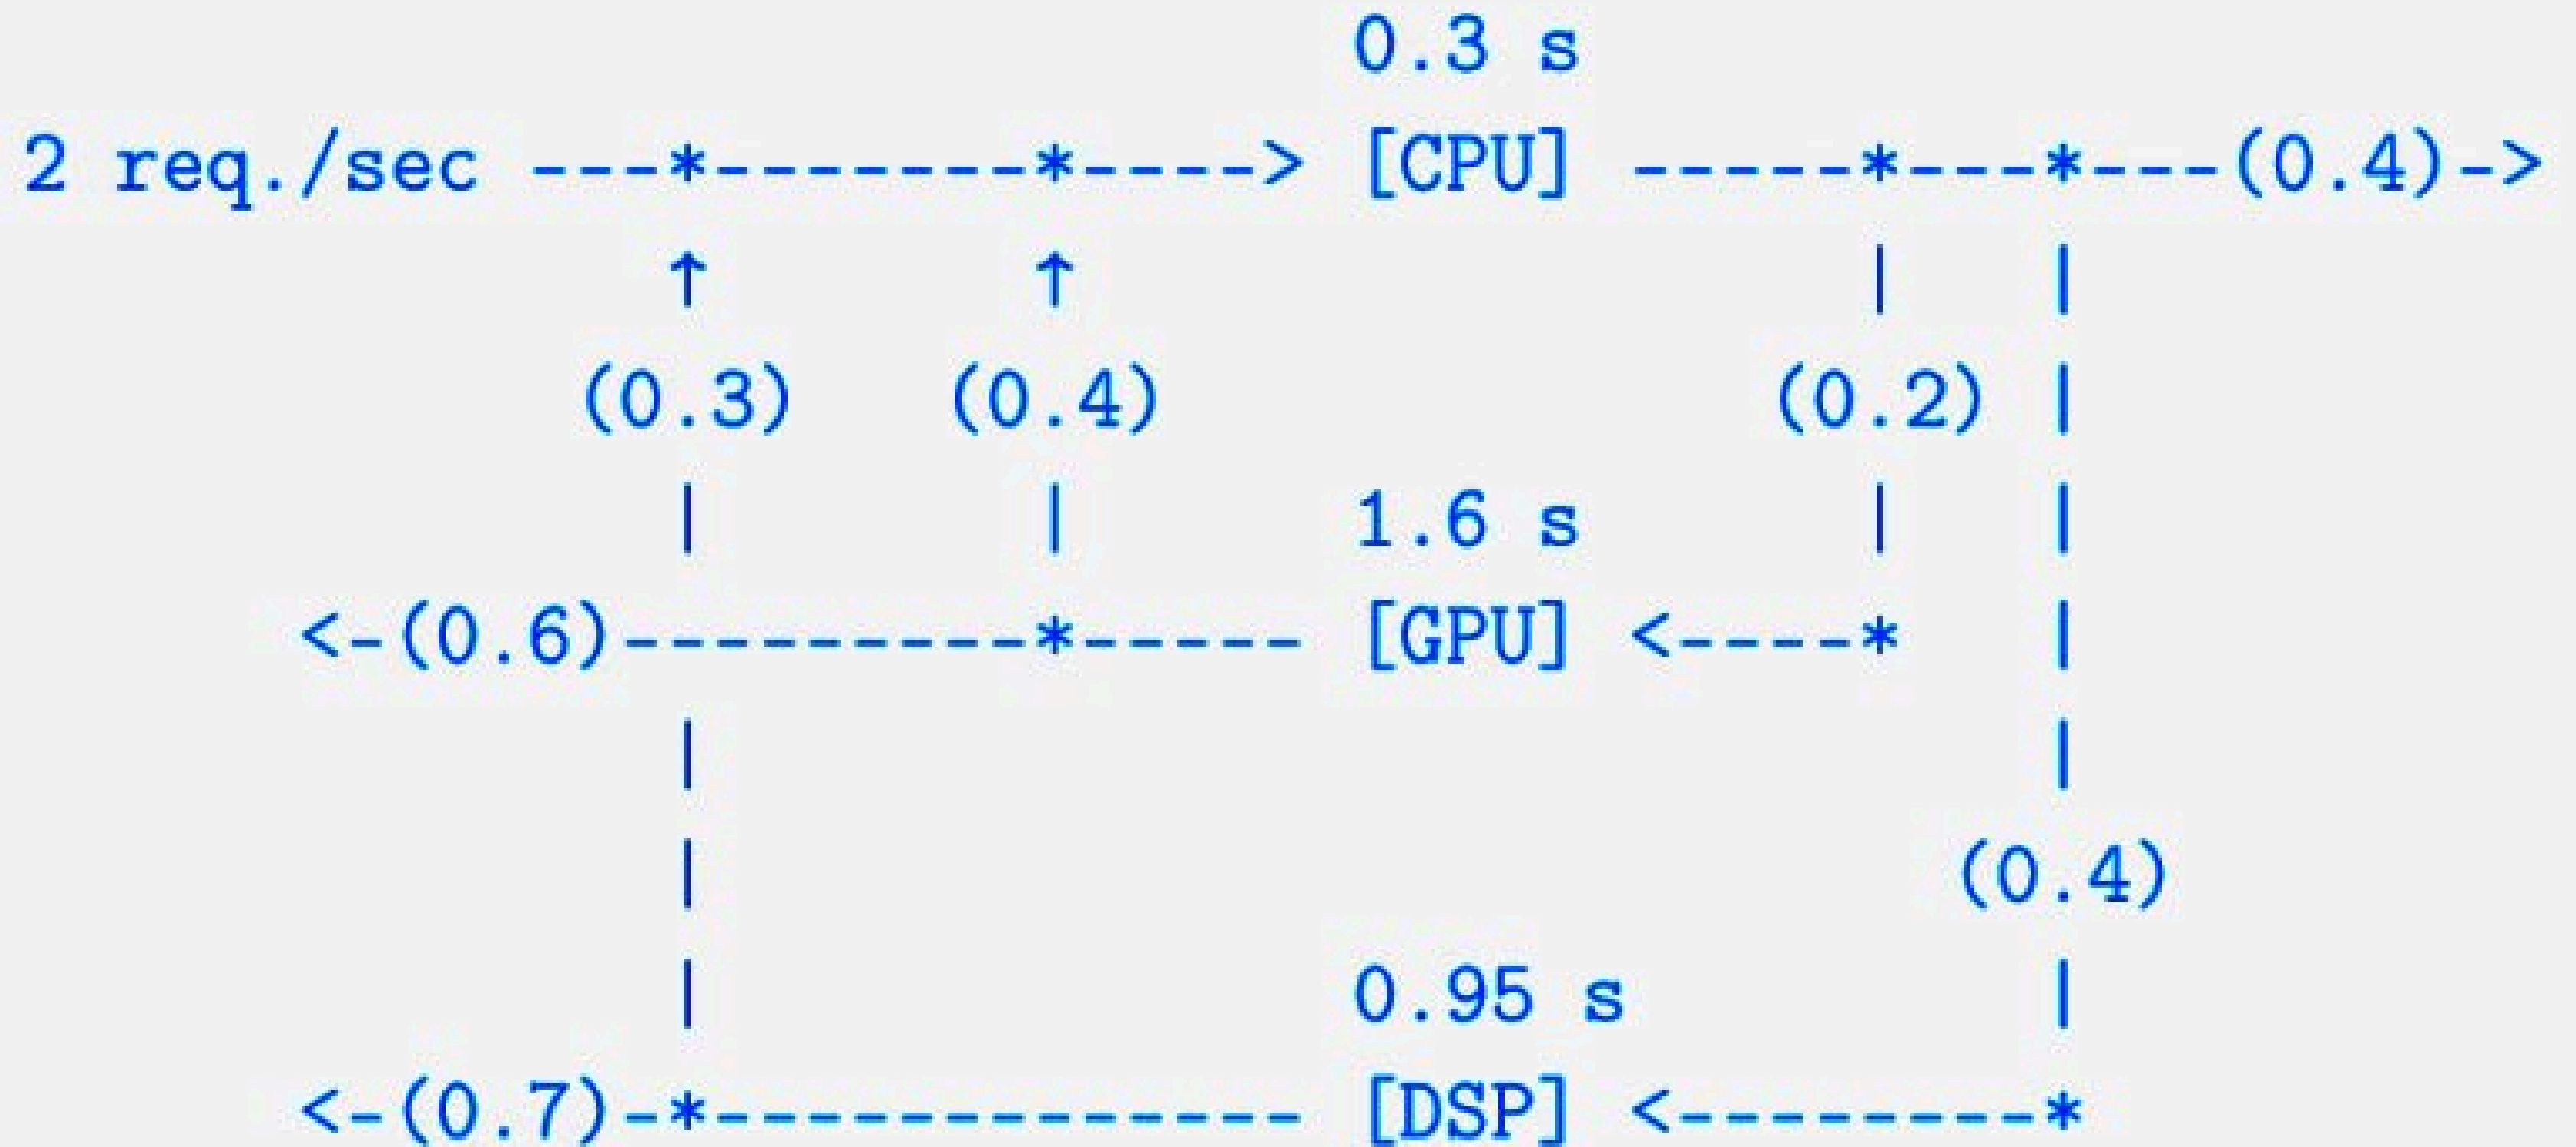 0.3 s
2 req./sec ---*-------*----> [CPU] -----*---*---(0.4)->
              ↑       ↑                 |   |
            (0.3)   (0.4)             (0.2) |
              |       |      1.6 s      |   |
      <-(0.6)---------*----- [GPU] <----*   |
              |                             |
              |                           (0.4)
              |              0.95 s         |
      <-(0.7)-*------------- [DSP] <--------*